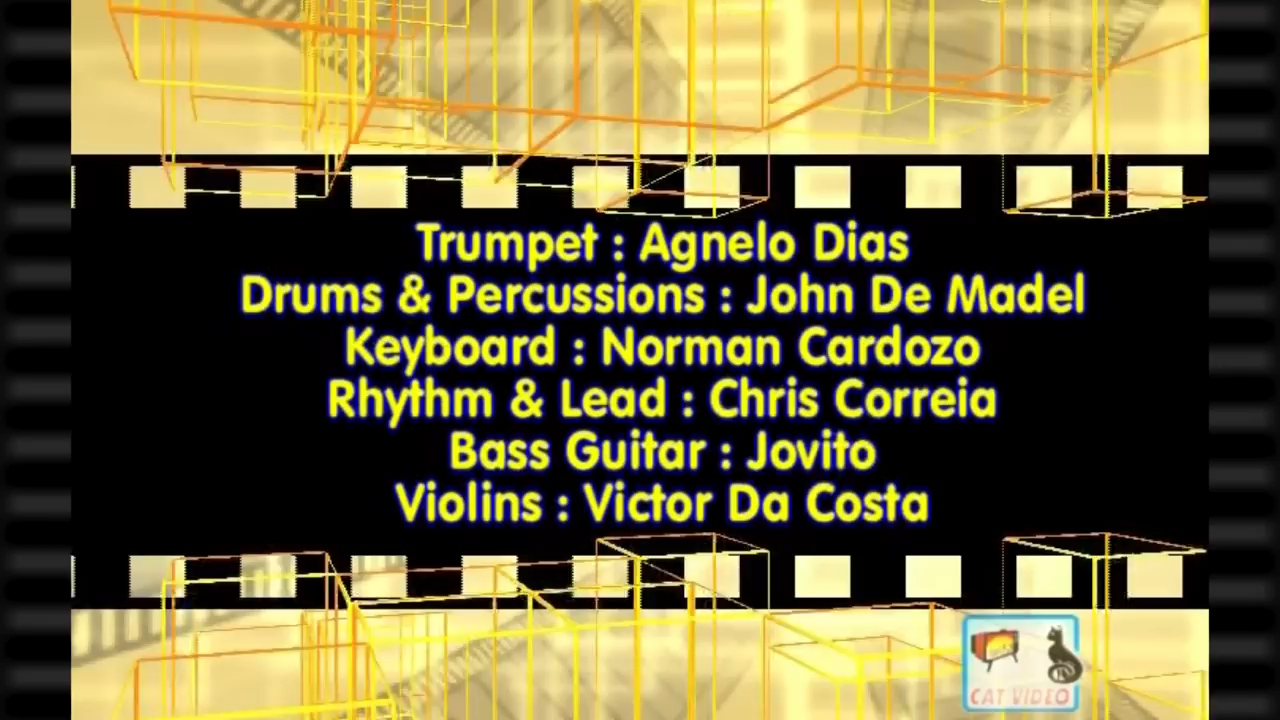 Trumpet : Agnelo Dias
Drums & Percussions : John De Madel
Keyboard : Norman Cardozo
Rhythm & Lead : Chris Correia
Bass Guitar : Jovito
Violins : Victor Da Costa
CAT VIDEO